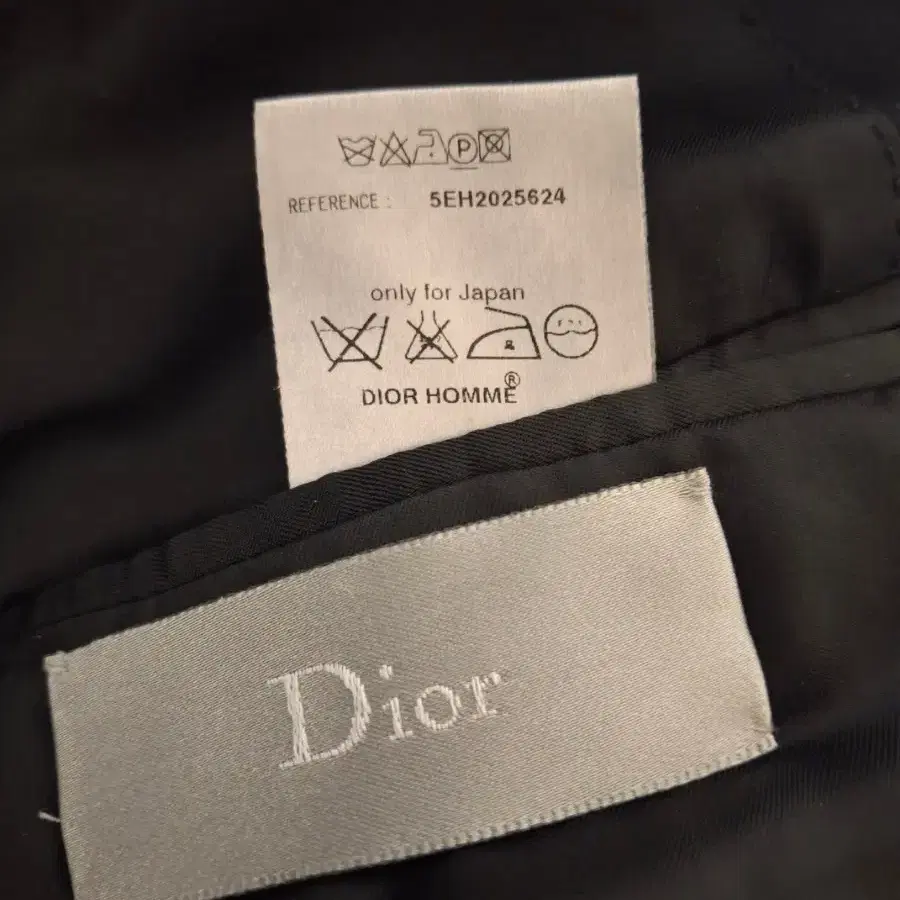 P
REFERENCE : 5EH2025624
only for Japan
DIOR HOMME®
Dior